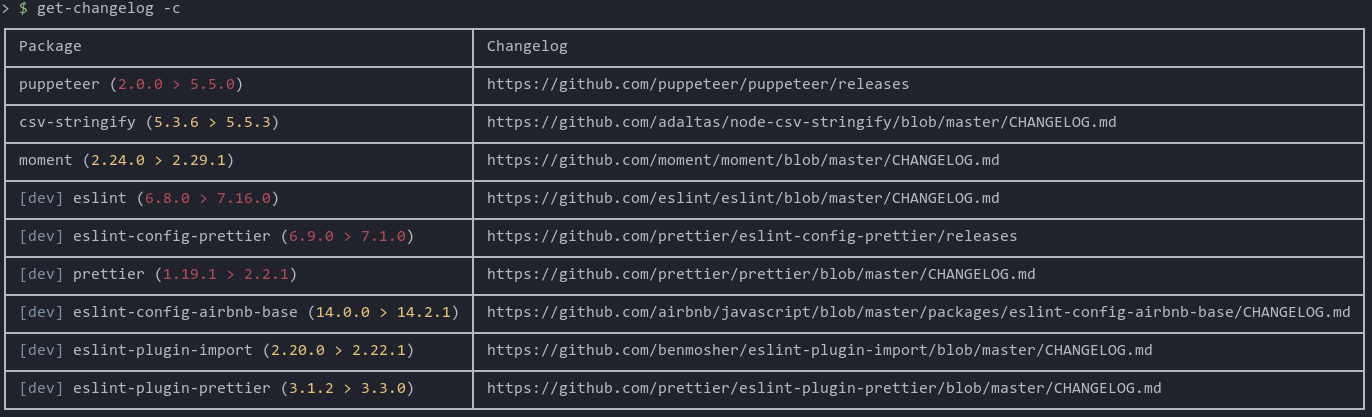 > $ get-changelog -c
Package Changelog
puppeteer (2.0.0 > 5.5.0) https://github.com/puppeteer/puppeteer/releases
csv-stringify (5.3.6 > 5.5.3) https://github.com/adaltas/node-csv-stringify/blob/master/CHANGELOG.md
moment (2.24.0 > 2.29.1) https://github.com/moment/moment/blob/master/CHANGELOG.md
[dev] eslint (6.8.0 > 7.16.0) https://github.com/eslint/eslint/blob/master/CHANGELOG.md
[dev] eslint-config-prettier (6.9.0 > 7.1.0) https://github.com/prettier/eslint-config-prettier/releases
[dev] prettier (1.19.1 > 2.2.1) https://github.com/prettier/prettier/blob/master/CHANGELOG.md
[dev] eslint-config-airbnb-base (14.0.0 > 14.2.1) https://github.com/airbnb/javascript/blob/master/packages/eslint-config-airbnb-base/CHANGELOG.md
[dev] eslint-plugin-import (2.20.0 > 2.22.1) https://github.com/benmosher/eslint-plugin-import/blob/master/CHANGELOG.md
[dev] eslint-plugin-prettier (3.1.2 > 3.3.0) https://github.com/prettier/eslint-plugin-prettier/blob/master/CHANGELOG.md